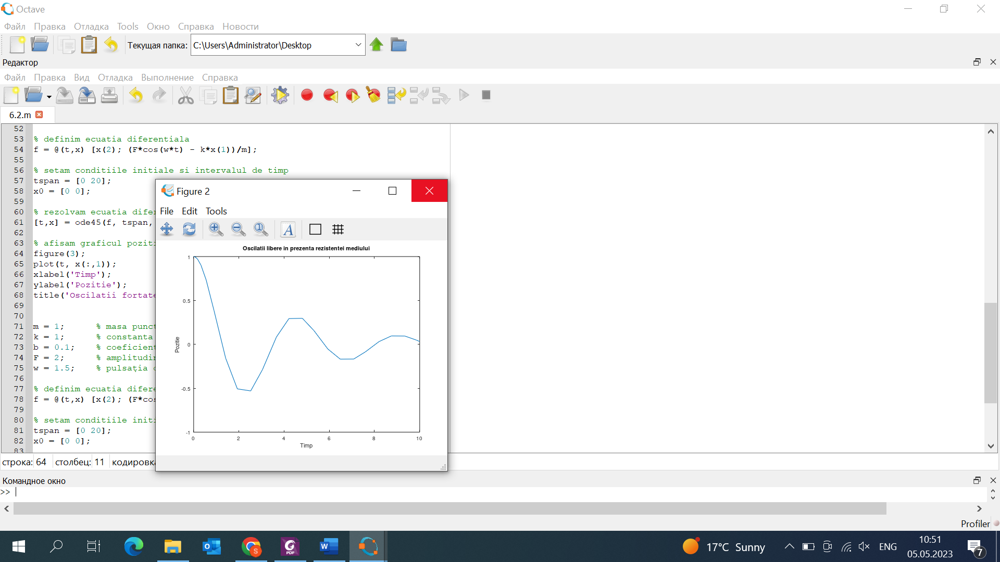 Octave
Файл Правка Отладка Tools Окно Справка Новости
Текущая папка: C:\Users\Administrator\Desktop
Редактор
Файл Правка Вид Отладка Выполнение Справка
6.2.m
52
53 % definim ecuatia diferentiala
54 f = @(t,x) [x(2); (F*cos(w*t) - k*x(1))/m];
55
56 % setam conditiile initiale si intervalul de timp
57 tspan = [0 20];
58 x0 = [0 0];
59
60 % rezolvam ecuatia difer
61 [t,x] = ode45(f, tspan,
62
63 % afisam graficul poziti
64 figure(3);
65 plot(t, x(:,1));
66 xlabel('Timp');
67 ylabel('Pozitie');
68 title('Oscilatii fortate
69
70
71 m = 1; % masa punct
72 k = 1; % constanta
73 b = 0.1; % coeficient
74 F = 2; % amplitudin
75 w = 1.5; % pulsația
76
77 % definim ecuatia difere
78 f = @(t,x) [x(2); (F*cos
79
80 % setam conditiile initi
81 tspan = [0 20];
82 x0 = [0 0];
83
Figure 2
File Edit Tools
Oscilatii libere in prezenta rezistentei mediului
1
0.5
0
-0.5
-1
Pozitie
0 2 4 6 8 10
Timp
строка: 64 столбец: 11 кодировка
Командное окно
>>
Profiler
17°C Sunny
ENG
10:51
05.05.2023
7